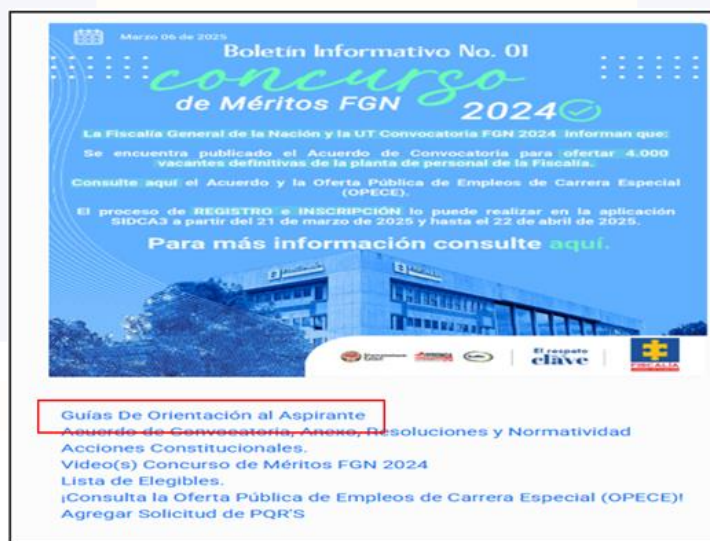 Marzo 06 de 2025
Boletín Informativo No. 01
concurso
de Méritos FGN 2024
La Fiscalía General de la Nación y la UT Convocatoria FGN 2024 informan que:
Se encuentra publicado el Acuerdo de Convocatoria para ofertar 4.000
vacantes definitivas de la planta de personal de la Fiscalía.
Consulte aquí el Acuerdo y la Oferta Pública de Empleos de Carrera Especial
(OPECE).
El proceso de REGISTRO e INSCRIPCIÓN lo puede realizar en la aplicación
SIDCA3 a partir del 21 de marzo de 2025 y hasta el 22 de abril de 2025.
Para más información consulte aquí.
El respeto
clave
FISCALÍA
Guías De Orientación al Aspirante
Acuerdo de Convocatoria, Anexo, Resoluciones y Normatividad
Acciones Constitucionales.
Video(s) Concurso de Méritos FGN 2024
Lista de Elegibles.
¡Consulta la Oferta Pública de Empleos de Carrera Especial (OPECE)!
Agregar Solicitud de PQR'S